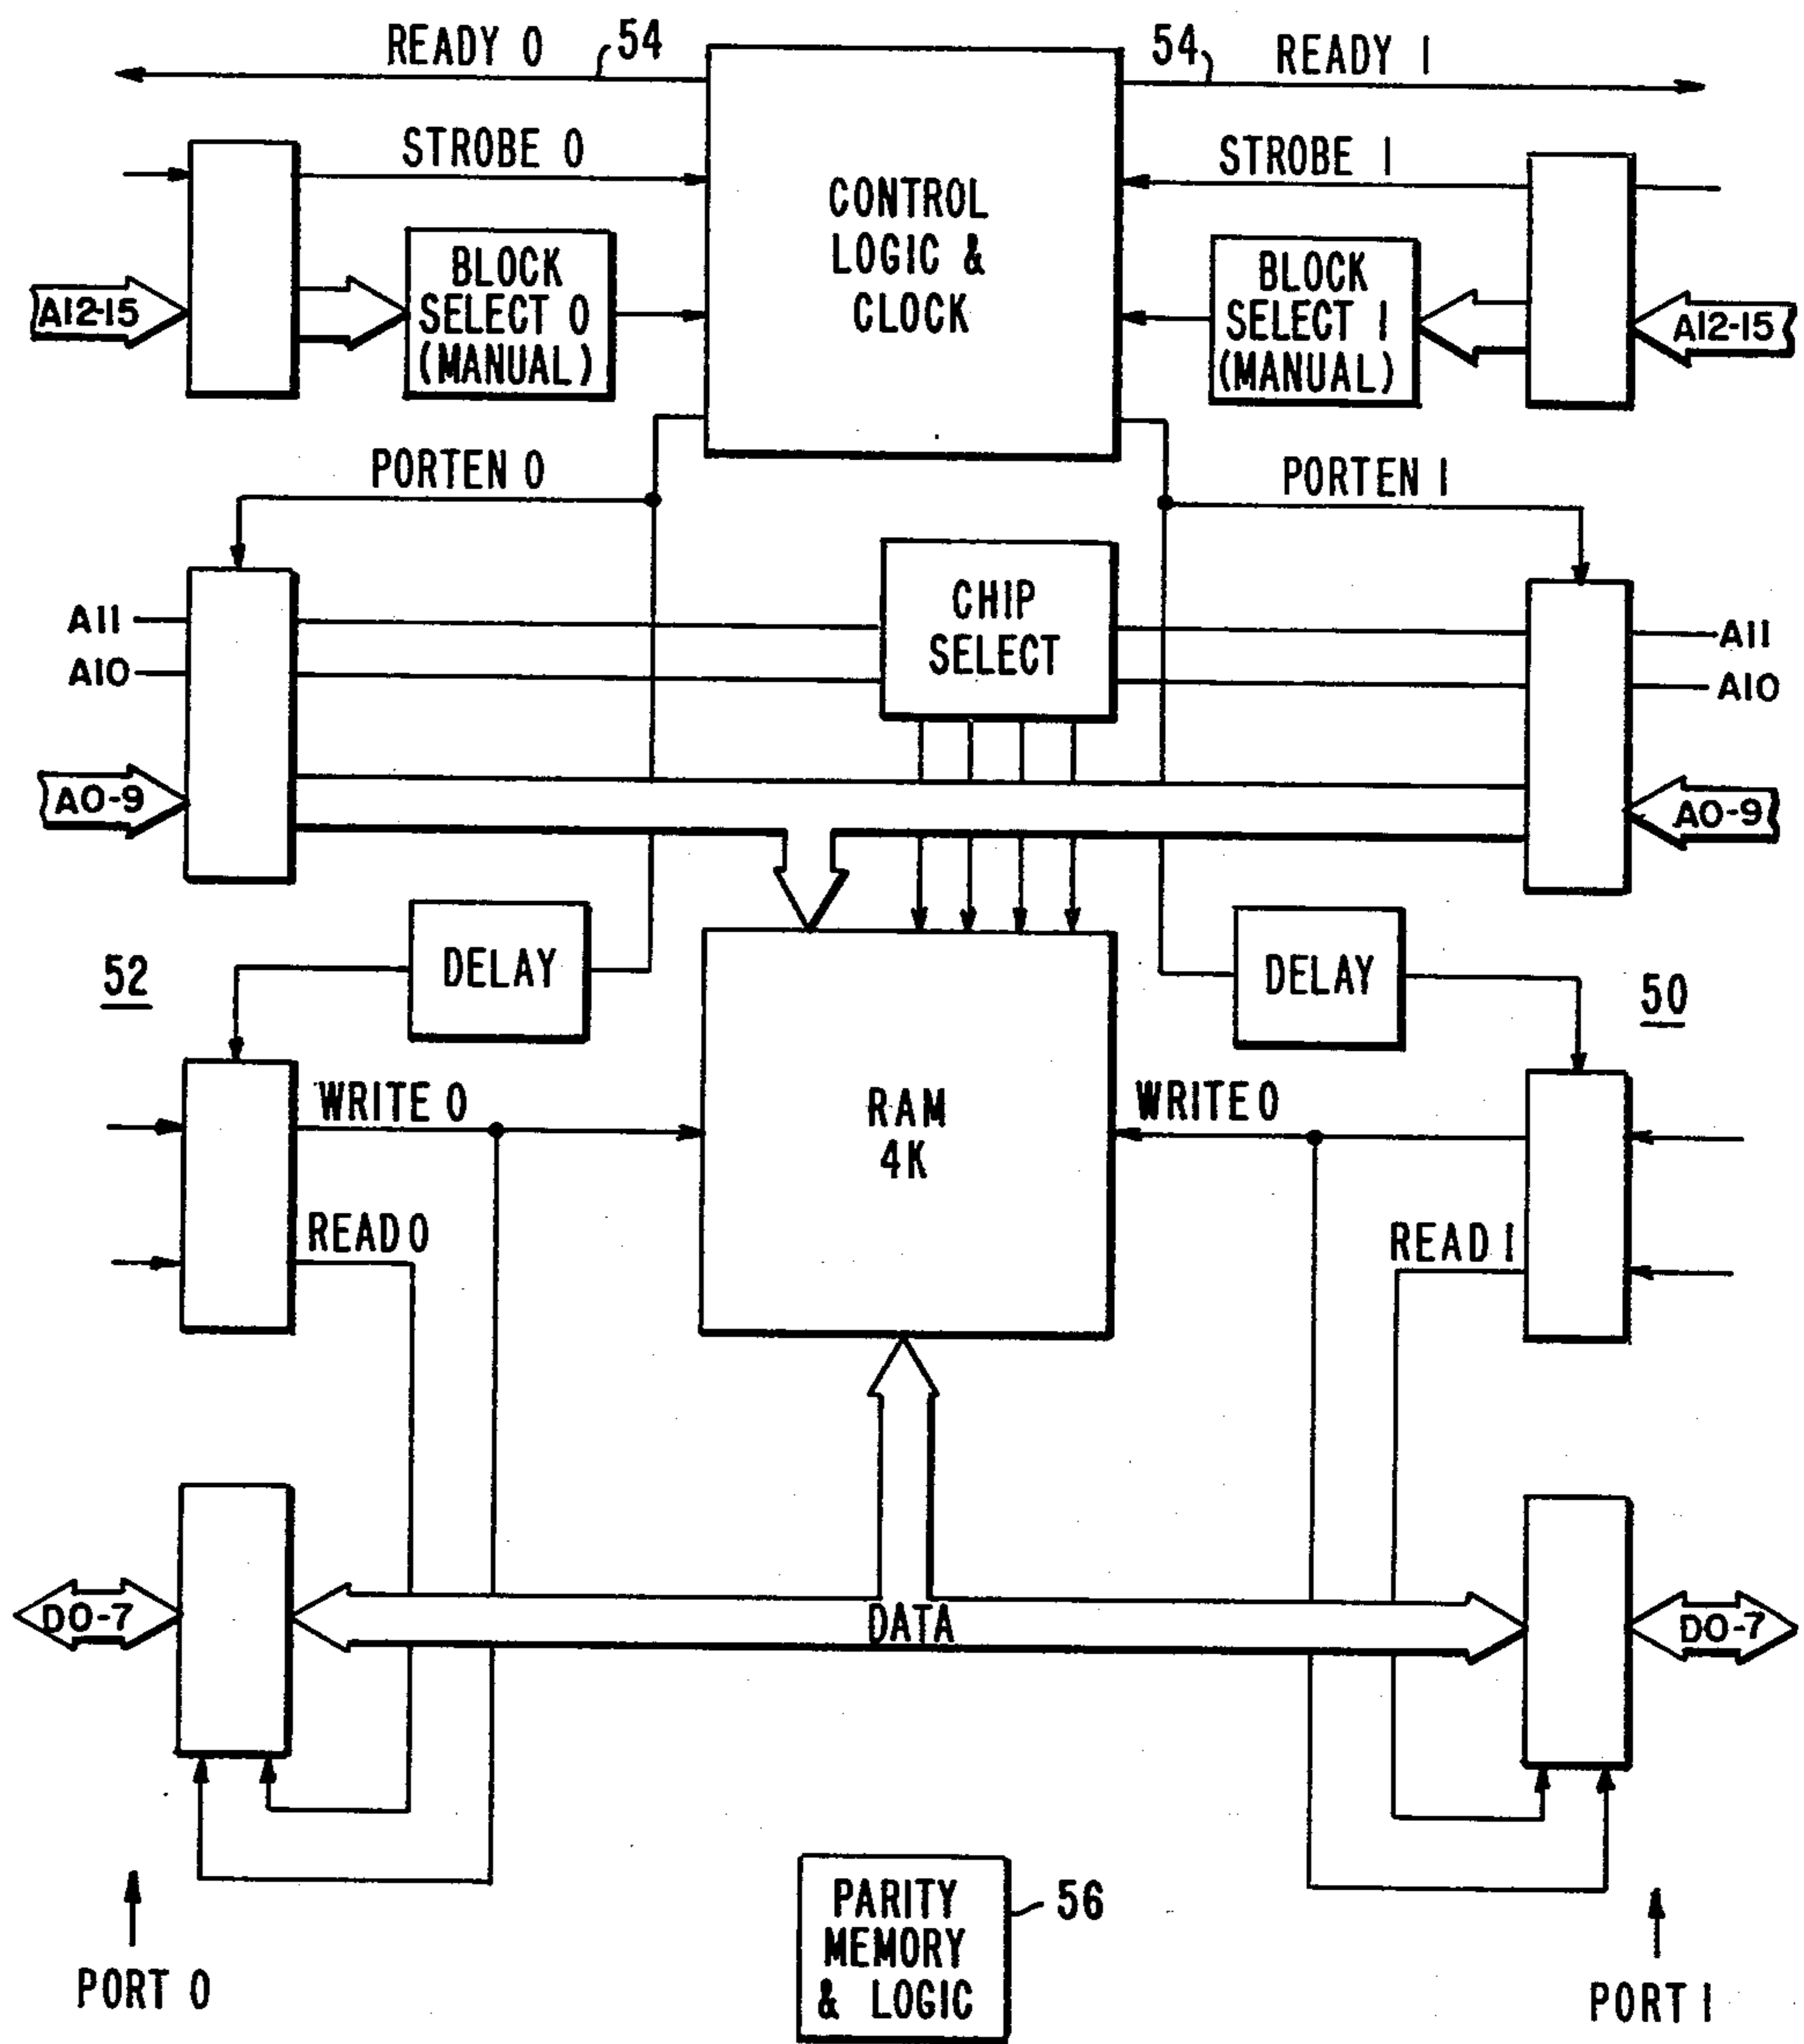 READY 0
54
54
READY 1
STROBE 0
STROBE 1
CONTROL
LOGIC &
CLOCK
A12-15
BLOCK
SELECT 0
(MANUAL)
BLOCK
SELECT 1
(MANUAL)
A12-15
PORTEN 0
PORTEN 1
CHIP
SELECT
A11
A10
A11
A10
A0-9
A0-9
52
DELAY
DELAY
50
WRITE 0
RAM
4K
WRITE 0
READ 0
READ 1
D0-7
DATA
D0-7
PARITY
MEMORY
& LOGIC
56
PORT 0
PORT 1